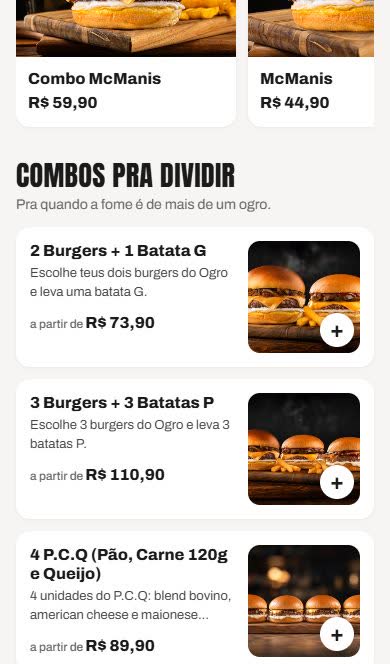 Combo McManis
R$ 59,90
McManis
R$ 44,90
COMBOS PRA DIVIDIR
Pra quando a fome é de mais de um ogro.
2 Burgers + 1 Batata G
Escolhe teus dois burgers do Ogro
e leva uma batata G.
a partir de R$ 73,90
+
3 Burgers + 3 Batatas P
Escolhe 3 burgers do Ogro e leva 3
batatas P.
a partir de R$ 110,90
+
4 P.C.Q (Pão, Carne 120g
e Queijo)
4 unidades do P.C.Q: blend bovino,
american cheese e maionese...
a partir de R$ 89,90
+